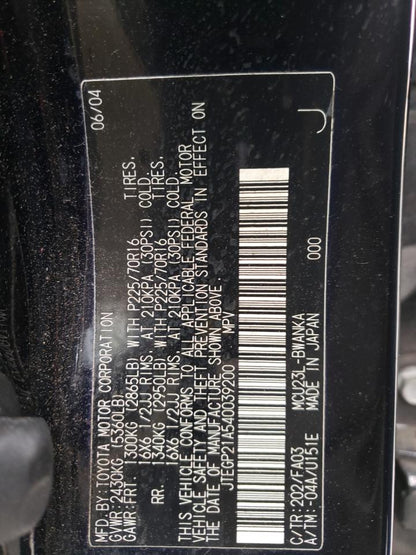 MFD.BY:TOYOTA MOTOR CORPORATION 06/04
GVWR:2430KG(5360LB)
GAWR:FRT. 1300KG (2865LB) WITH P225/70R16 TIRES.
16X6 1/2JJ RIMS, AT 210KPA (30PSI) COLD.
RR. 1340KG (2950LB) WITH P225/70R16 TIRES.
16X6 1/2JJ RIMS, AT 210KPA (30PSI) COLD.
THIS VEHICLE CONFORMS TO ALL APPLICABLE FEDERAL MOTOR
VEHICLE SAFETY AND THEFT PREVENTION STANDARDS IN EFFECT ON
THE DATE OF MANUFACTURE SHOWN ABOVE.
JTEGP21A540039200 MPV
C/TR:202/FA03 MCU23L-BWANKA
A/TM:-04A/U151E MADE IN JAPAN 000 J